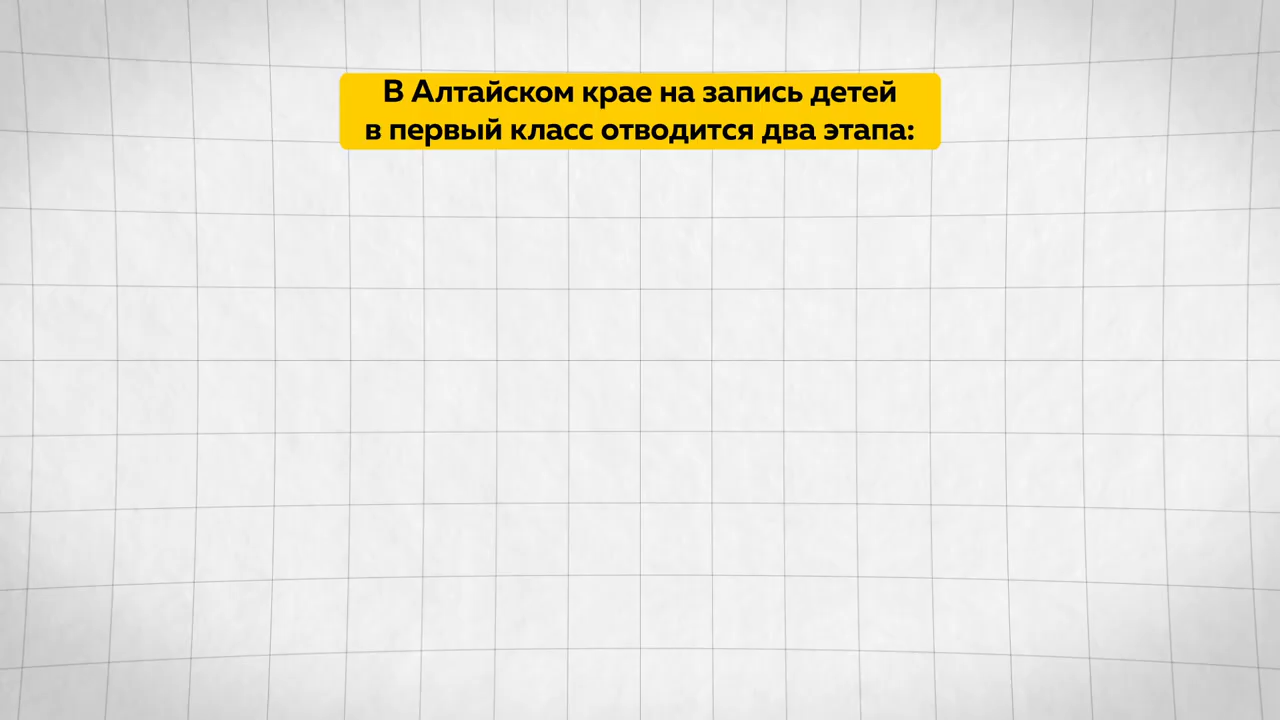 В Алтайском крае на запись детей
в первый класс отводится два этапа: